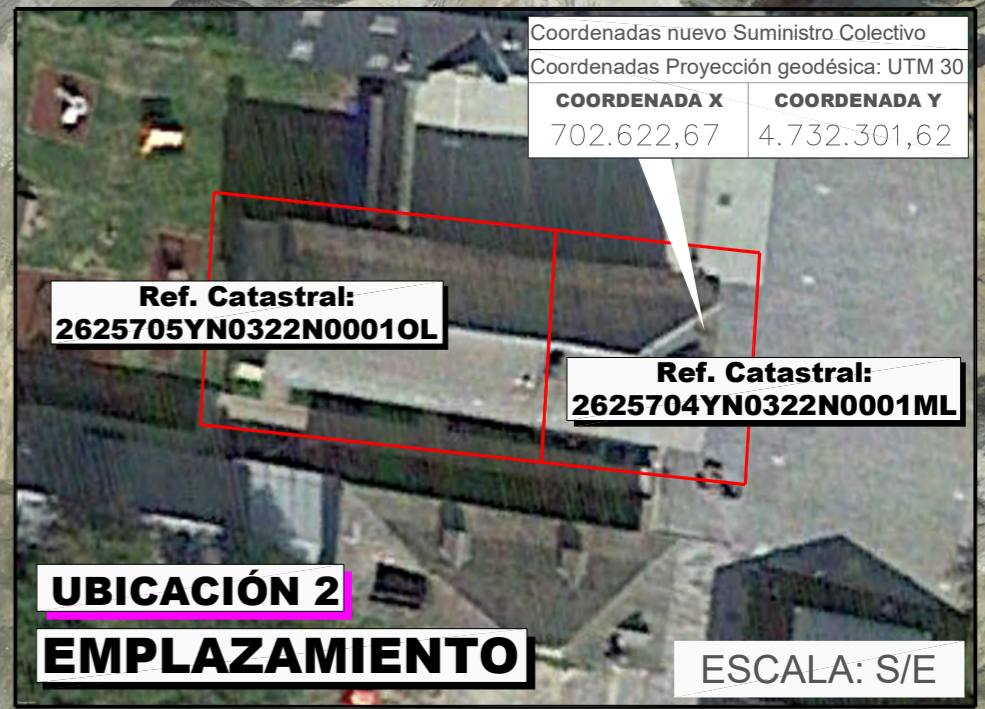 Coordenadas nuevo Suministro Colectivo
Coordenadas Proyección geodésica: UTM 30
COORDENADA X COORDENADA Y
702.622,67 4.732.301,62
Ref. Catastral:
2625705YN0322N0001OL
Ref. Catastral:
2625704YN0322N0001ML
UBICACIÓN 2
EMPLAZAMIENTO
ESCALA: S/E